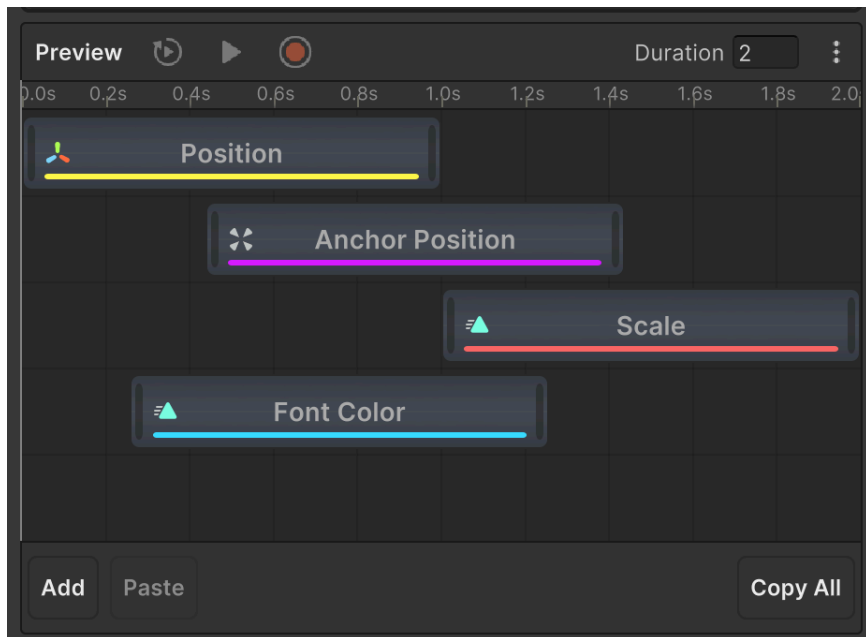 Preview Duration 2
0.0s 0.2s 0.4s 0.6s 0.8s 1.0s 1.2s 1.4s 1.6s 1.8s 2.0
Position
Anchor Position
Scale
Font Color
Add Paste Copy All